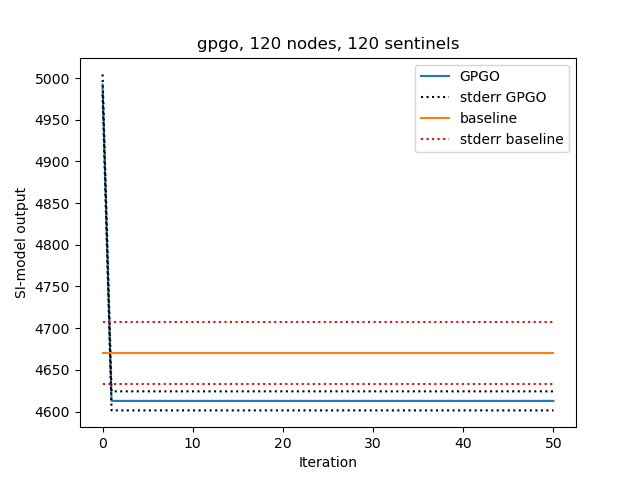 gpgo, 120 nodes, 120 sentinels
GPGO
stderr GPGO
baseline
stderr baseline
SI-model output
5000
4950
4900
4850
4800
4750
4700
4650
4600
0 10 20 30 40 50
Iteration